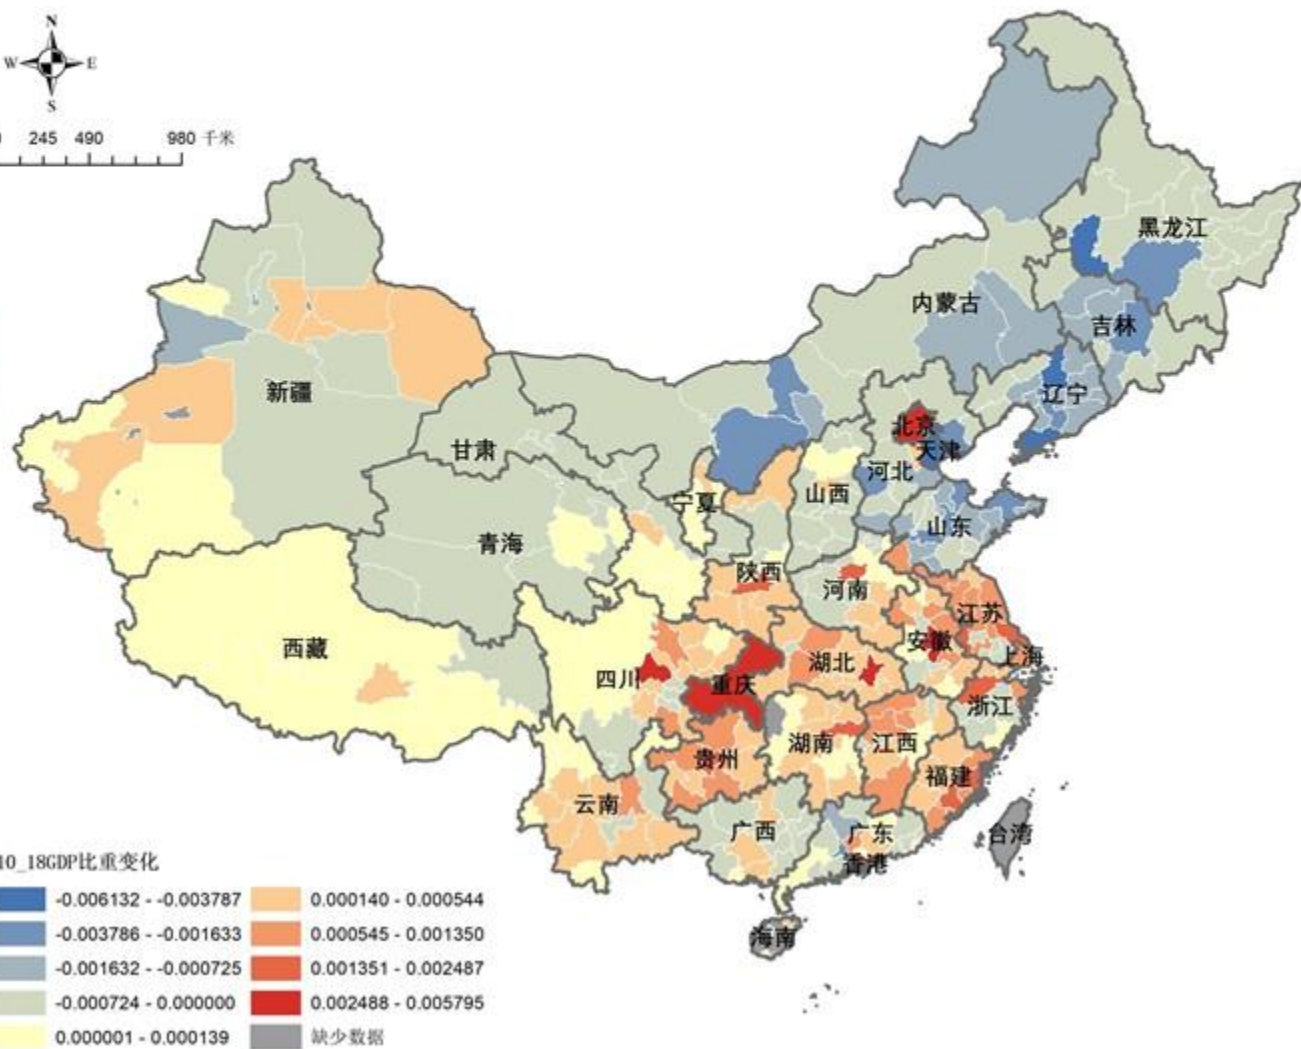 N
W E
S
245 490 980 千米
黑龙江
内蒙古
吉林
辽宁
新疆
北京
天津
甘肃
河北
山西
宁夏
山东
青海
陕西
河南
江苏
安徽
西藏
上海
湖北
四川
重庆
浙江
湖南
江西
贵州
福建
云南
广西
广东
台湾
香港
海南
10_18GDP比重变化
-0.006132 - -0.003787
-0.003786 - -0.001633
-0.001632 - -0.000725
-0.000724 - 0.000000
0.000001 - 0.000139
0.000140 - 0.000544
0.000545 - 0.001350
0.001351 - 0.002487
0.002488 - 0.005795
缺少数据